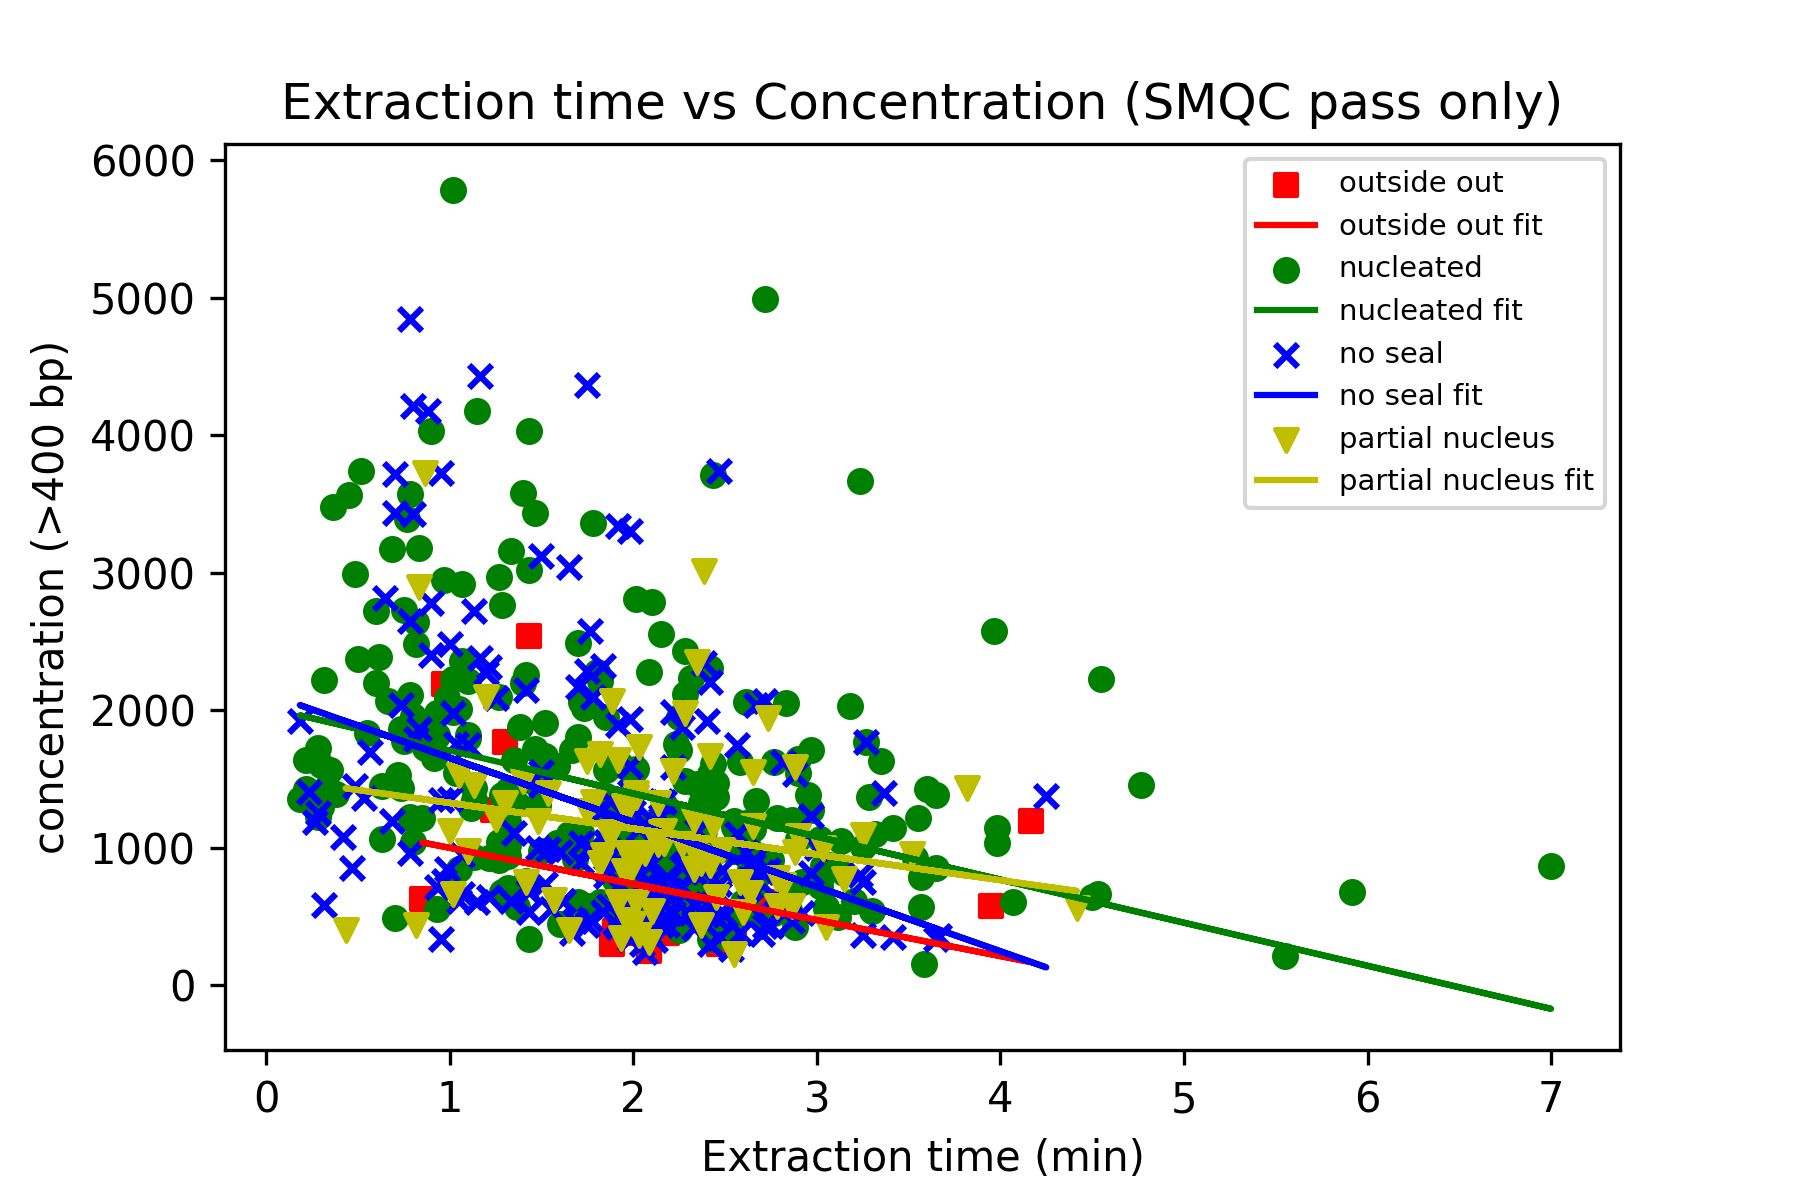 Extraction time vs Concentration (SMQC pass only)
6000
5000
4000
3000
2000
1000
0
concentration (>400 bp)
outside out
outside out fit
nucleated
nucleated fit
no seal
no seal fit
partial nucleus
partial nucleus fit
0 1 2 3 4 5 6 7
Extraction time (min)